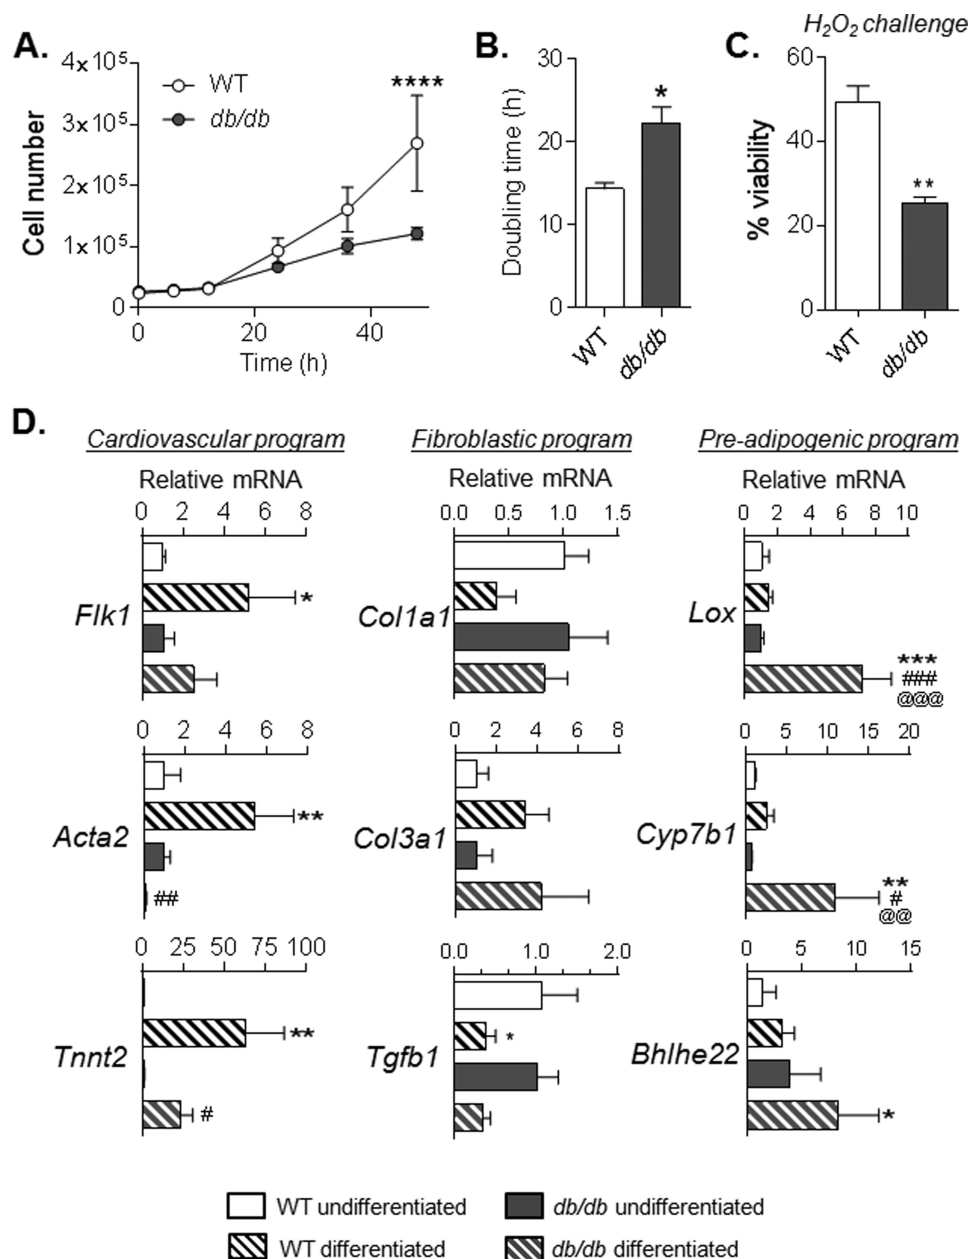 H₂O₂ challenge
A.
B.
C.
4x10⁵
3x10⁵
2x10⁵
1x10⁵
0
Cell number
WT
db/db
****
0 20 40
Time (h)
30
20
10
0
Doubling time (h)
*
WT
db/db
60
40
20
0
% viability
**
WT
db/db
D.
Cardiovascular program
Relative mRNA
0 2 4 6 8
Flk1
*
0 2 4 6 8
Acta2
**
##
0 25 50 75 100
Tnnt2
**
#
Fibroblastic program
Relative mRNA
0.0 0.5 1.0 1.5
Col1a1
0 2 4 6 8
Col3a1
0.0 1.0 2.0
Tgfb1
*
Pre-adipogenic program
Relative mRNA
0 2 4 6 8 10
Lox
***
###
@@@
0 5 10 15 20
Cyp7b1
**
#
@@
0 5 10 15
Bhlhe22
*
WT undifferentiated
db/db undifferentiated
WT differentiated
db/db differentiated